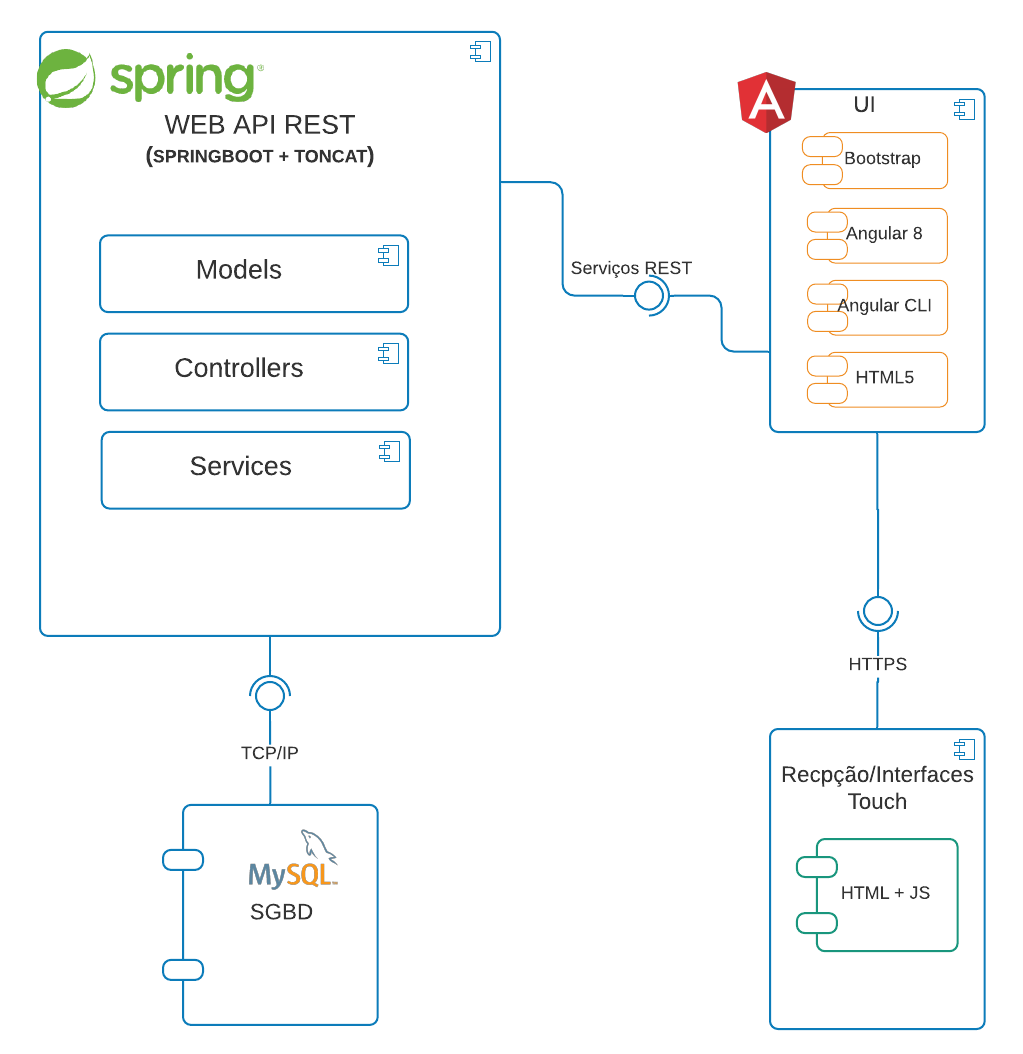 spring®
WEB API REST
(SPRINGBOOT + TONCAT)
Models
Controllers
Services
Serviços REST
A
UI
Bootstrap
Angular 8
Angular CLI
HTML5
HTTPS
TCP/IP
MySQL™
SGBD
Recpção/Interfaces
Touch
HTML + JS